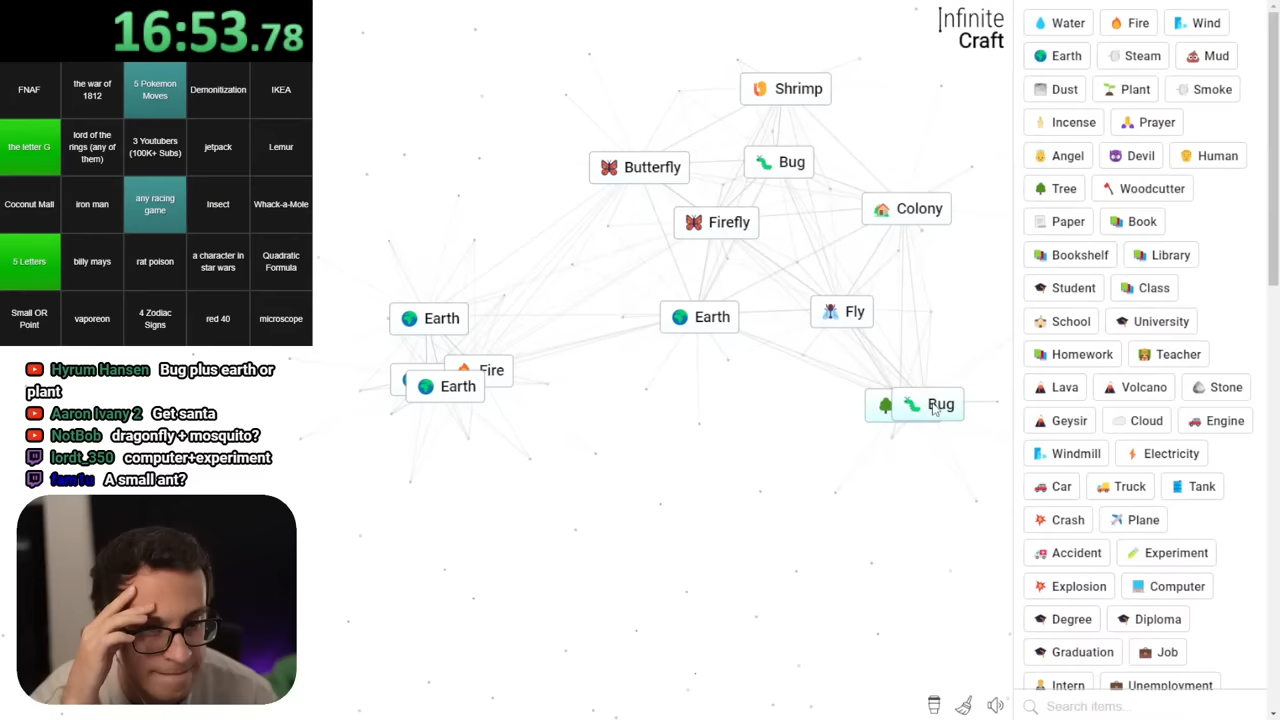 16:53.78
FNAF
the war of 1812
5 Pokemon Moves
Demonitization
IKEA
the letter G
lord of the rings (any of them)
3 Youtubers (100K+ Subs)
jetpack
Lemur
Coconut Mall
iron man
any racing game
Insect
Whack-a-Mole
5 Letters
billy mays
rat poison
a character in star wars
Quadratic Formula
Small OR Point
vaporeon
4 Zodiac Signs
red 40
microscope
Hyrum Hansen Bug plus earth or
plant
Aaron Ivany 2 Get santa
NotBob dragonfly + mosquito?
lordt_350 computer+experiment
fam1u A small ant?
Infinite
Craft
Shrimp
Butterfly
Bug
Firefly
Colony
Earth
Earth
Fly
Fire
Earth
Bug
Water
Fire
Wind
Earth
Steam
Mud
Dust
Plant
Smoke
Incense
Prayer
Angel
Devil
Human
Tree
Woodcutter
Paper
Book
Bookshelf
Library
Student
Class
School
University
Homework
Teacher
Lava
Volcano
Stone
Geysir
Cloud
Engine
Windmill
Electricity
Car
Truck
Tank
Crash
Plane
Accident
Experiment
Explosion
Computer
Degree
Diploma
Graduation
Job
Intern
Unemployment
Search items...